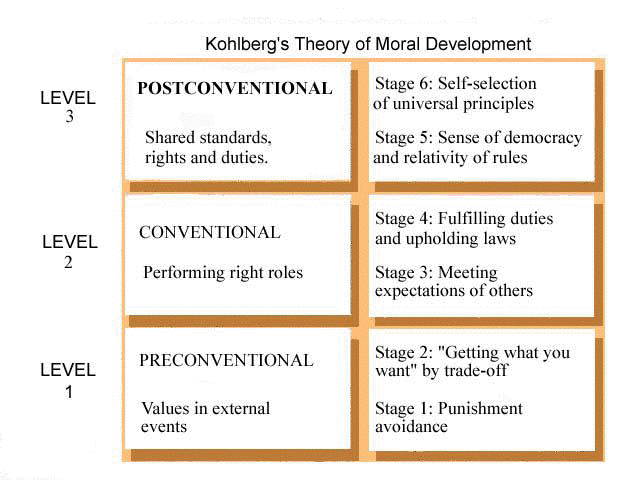 Kohlberg's Theory of Moral Development
LEVEL
3
POSTCONVENTIONAL
Shared standards,
rights and duties.
Stage 6: Self-selection
of universal principles
Stage 5: Sense of democracy
and relativity of rules
LEVEL
2
CONVENTIONAL
Performing right roles
Stage 4: Fulfilling duties
and upholding laws
Stage 3: Meeting
expectations of others
LEVEL
1
PRECONVENTIONAL
Values in external
events
Stage 2: "Getting what you
want" by trade-off
Stage 1: Punishment
avoidance